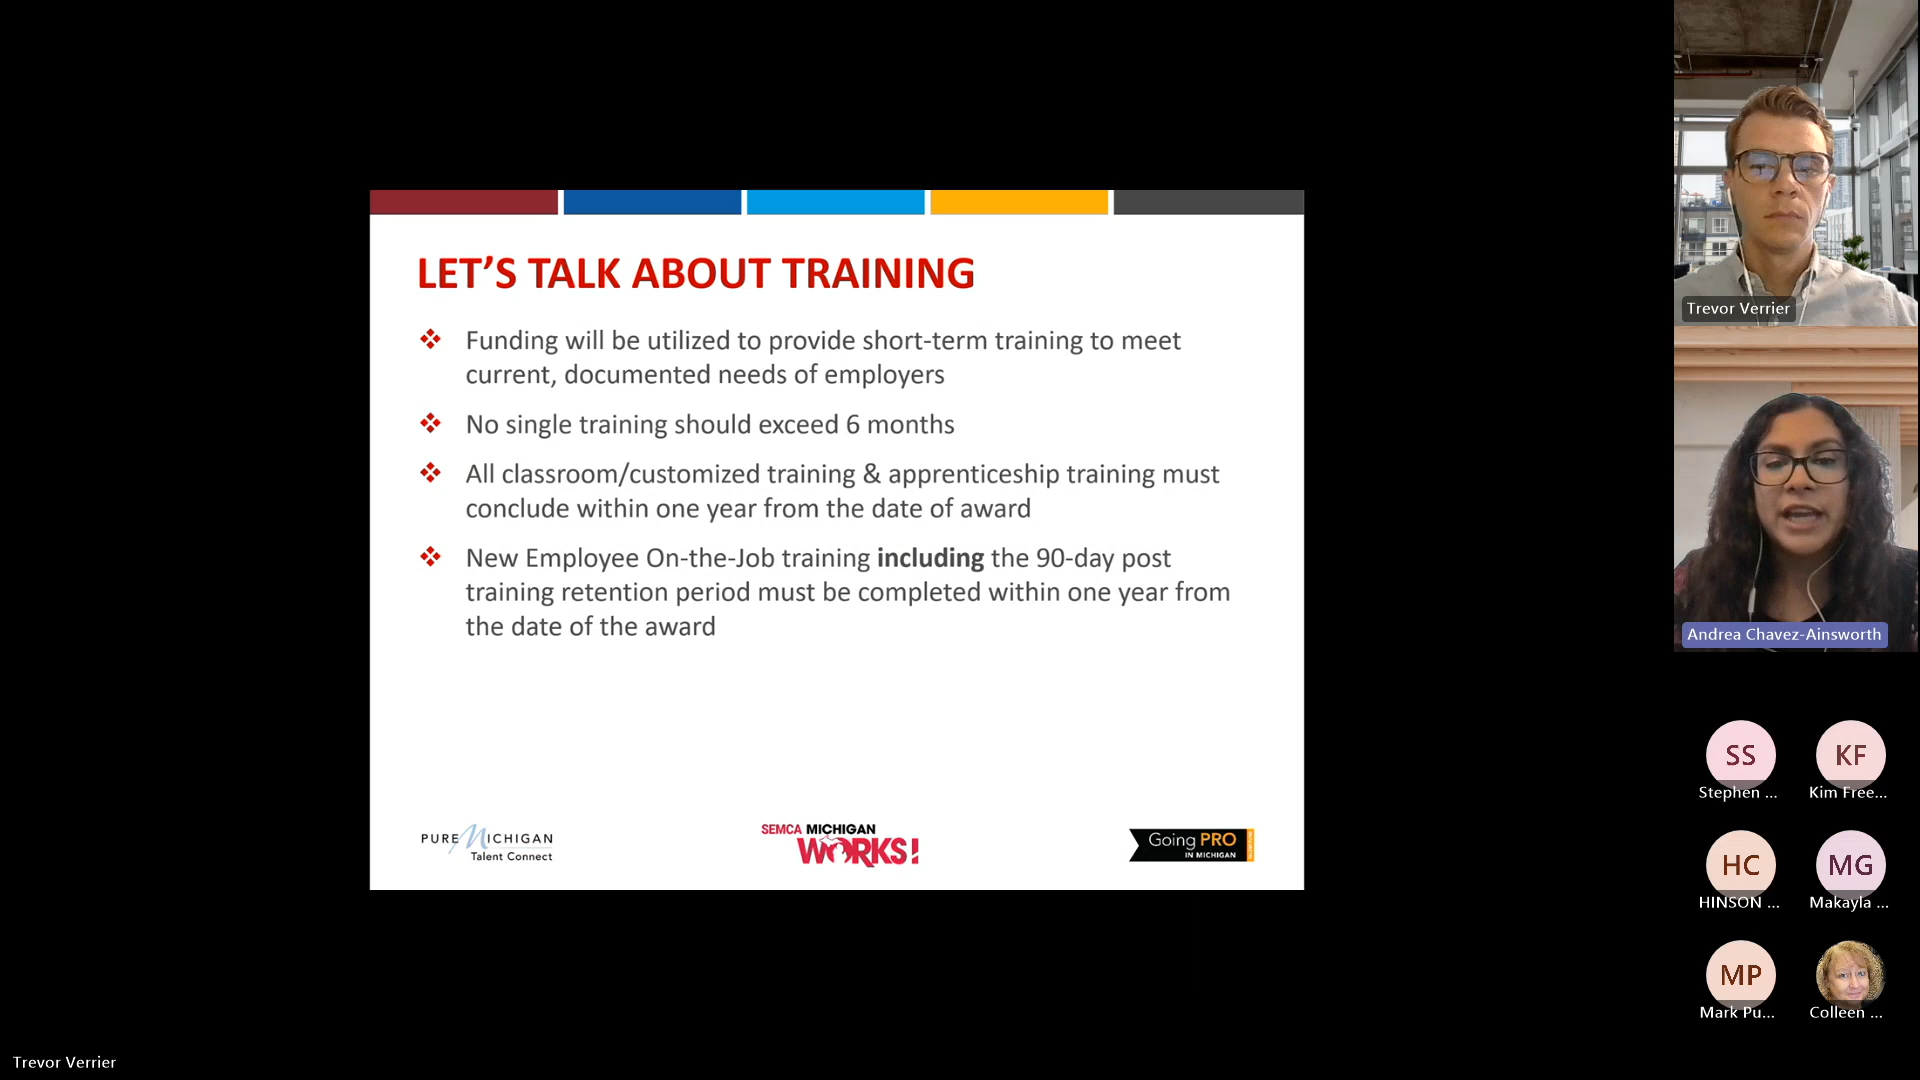 LET’S TALK ABOUT TRAINING
Funding will be utilized to provide short-term training to meet
current, documented needs of employers
No single training should exceed 6 months
All classroom/customized training & apprenticeship training must
conclude within one year from the date of award
New Employee On-the-Job training including the 90-day post
training retention period must be completed within one year from
the date of the award
PURE MICHIGAN
Talent Connect
SEMCA MICHIGAN
WORKS!
Going PRO
IN MICHIGAN
Trevor Verrier
Andrea Chavez-Ainsworth
SS
KF
Stephen ...
Kim Free...
HC
MG
HINSON ...
Makayla ...
MP
Mark Pu...
Colleen ...
Trevor Verrier